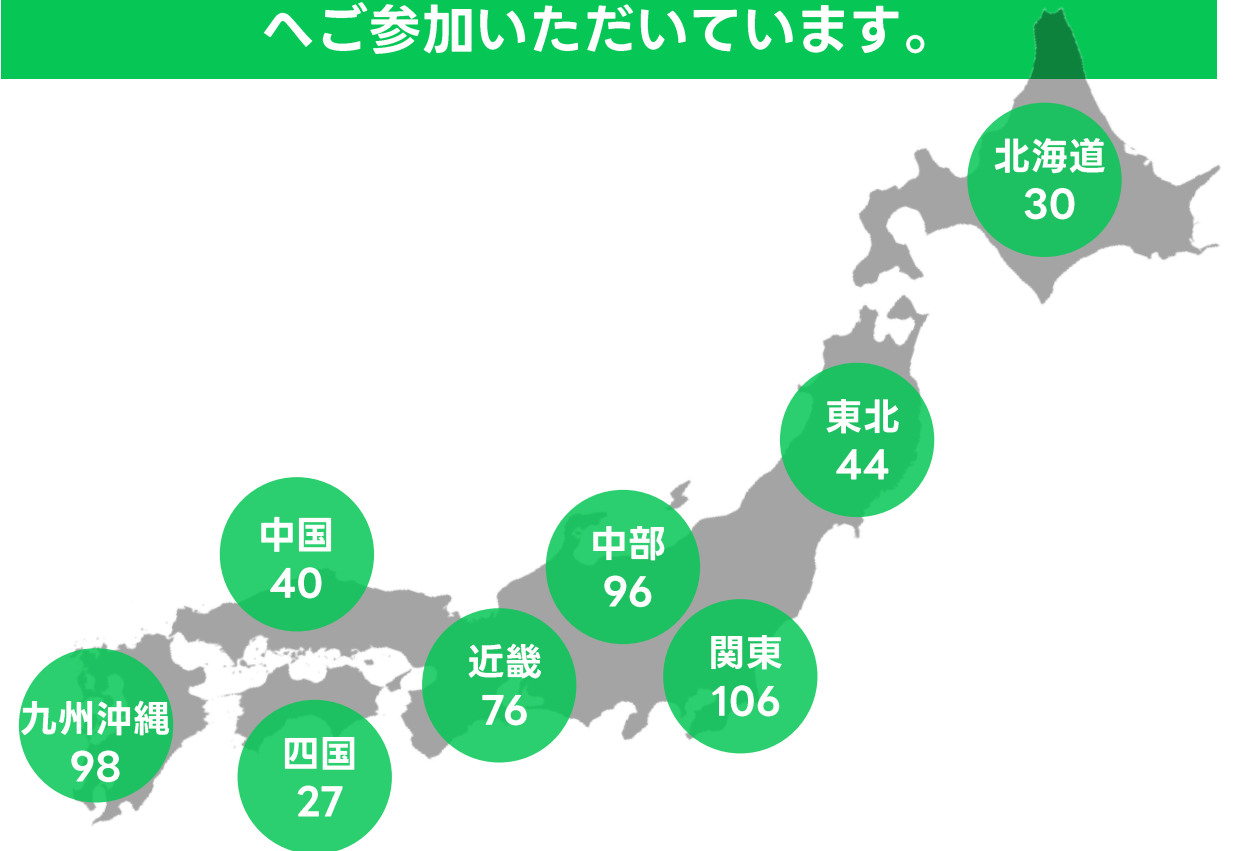 へご参加いただいています。
北海道
30
東北
44
中国
40
中部
96
近畿
76
関東
106
九州沖縄
98
四国
27